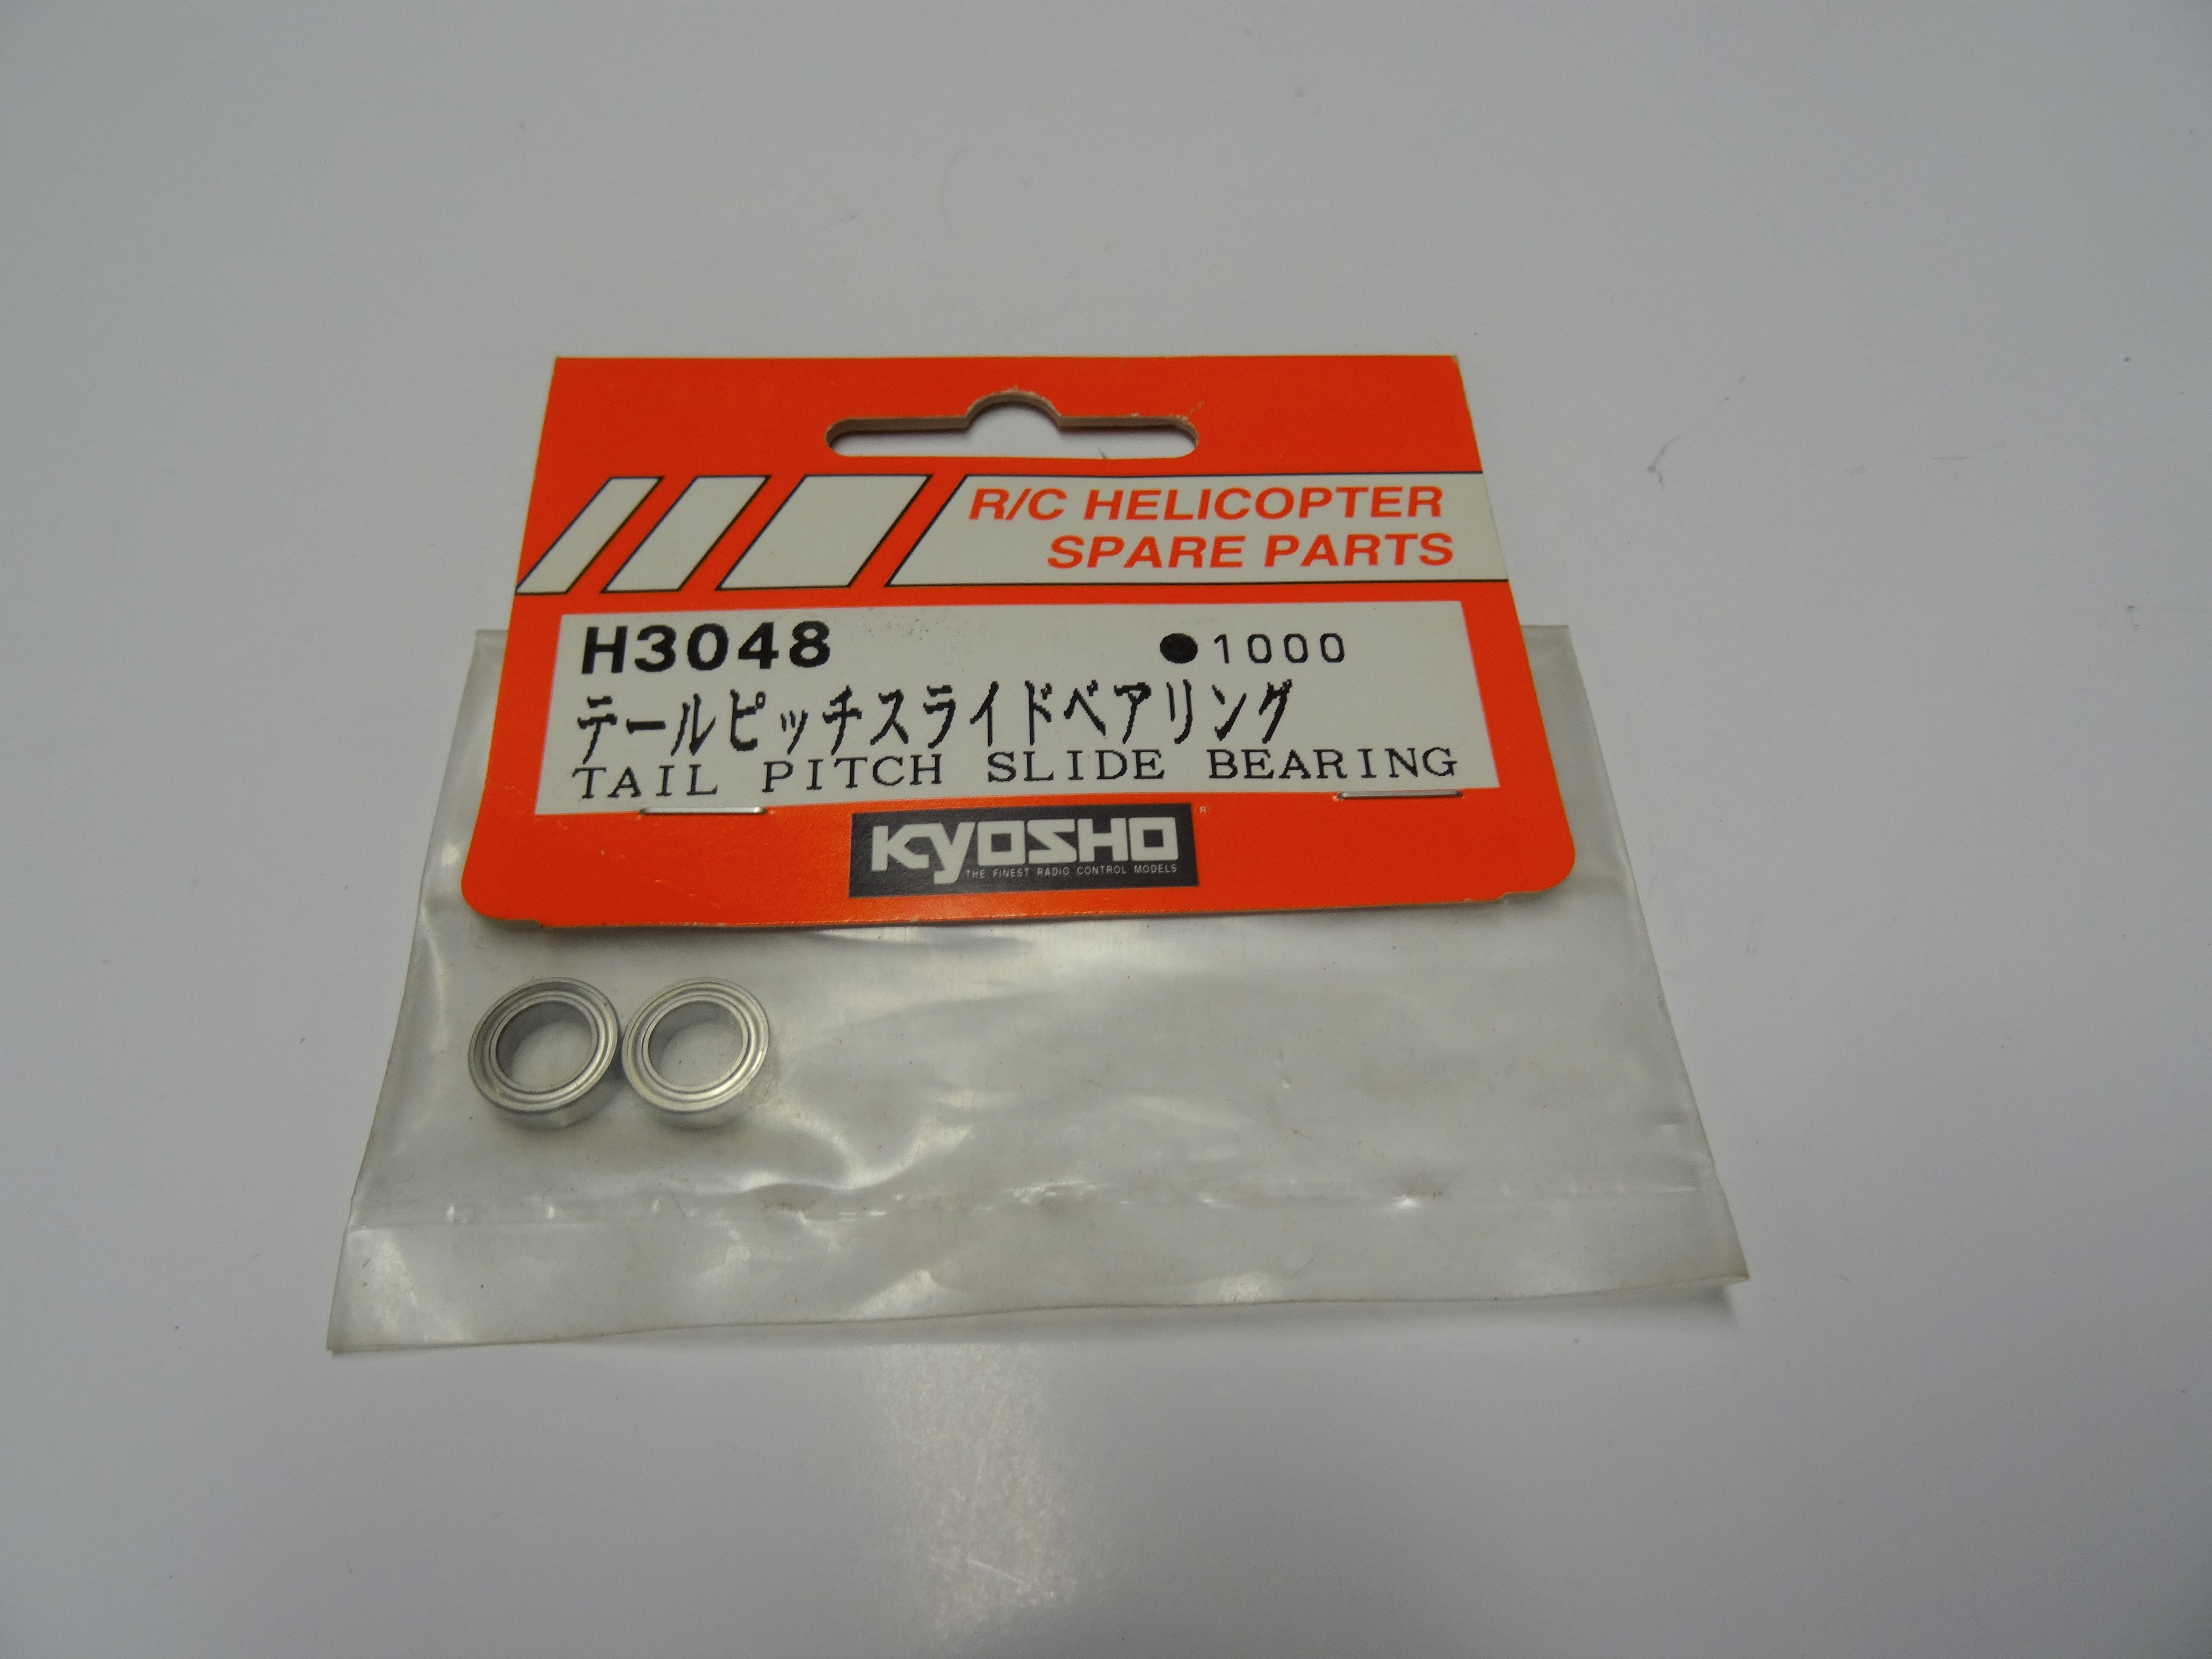 R/C HELICOPTER
SPARE PARTS
H3048 ●1000
テールピッチスライドベアリング
TAIL PITCH SLIDE BEARING
KYOSHO ®
THE FINEST RADIO CONTROL MODELS